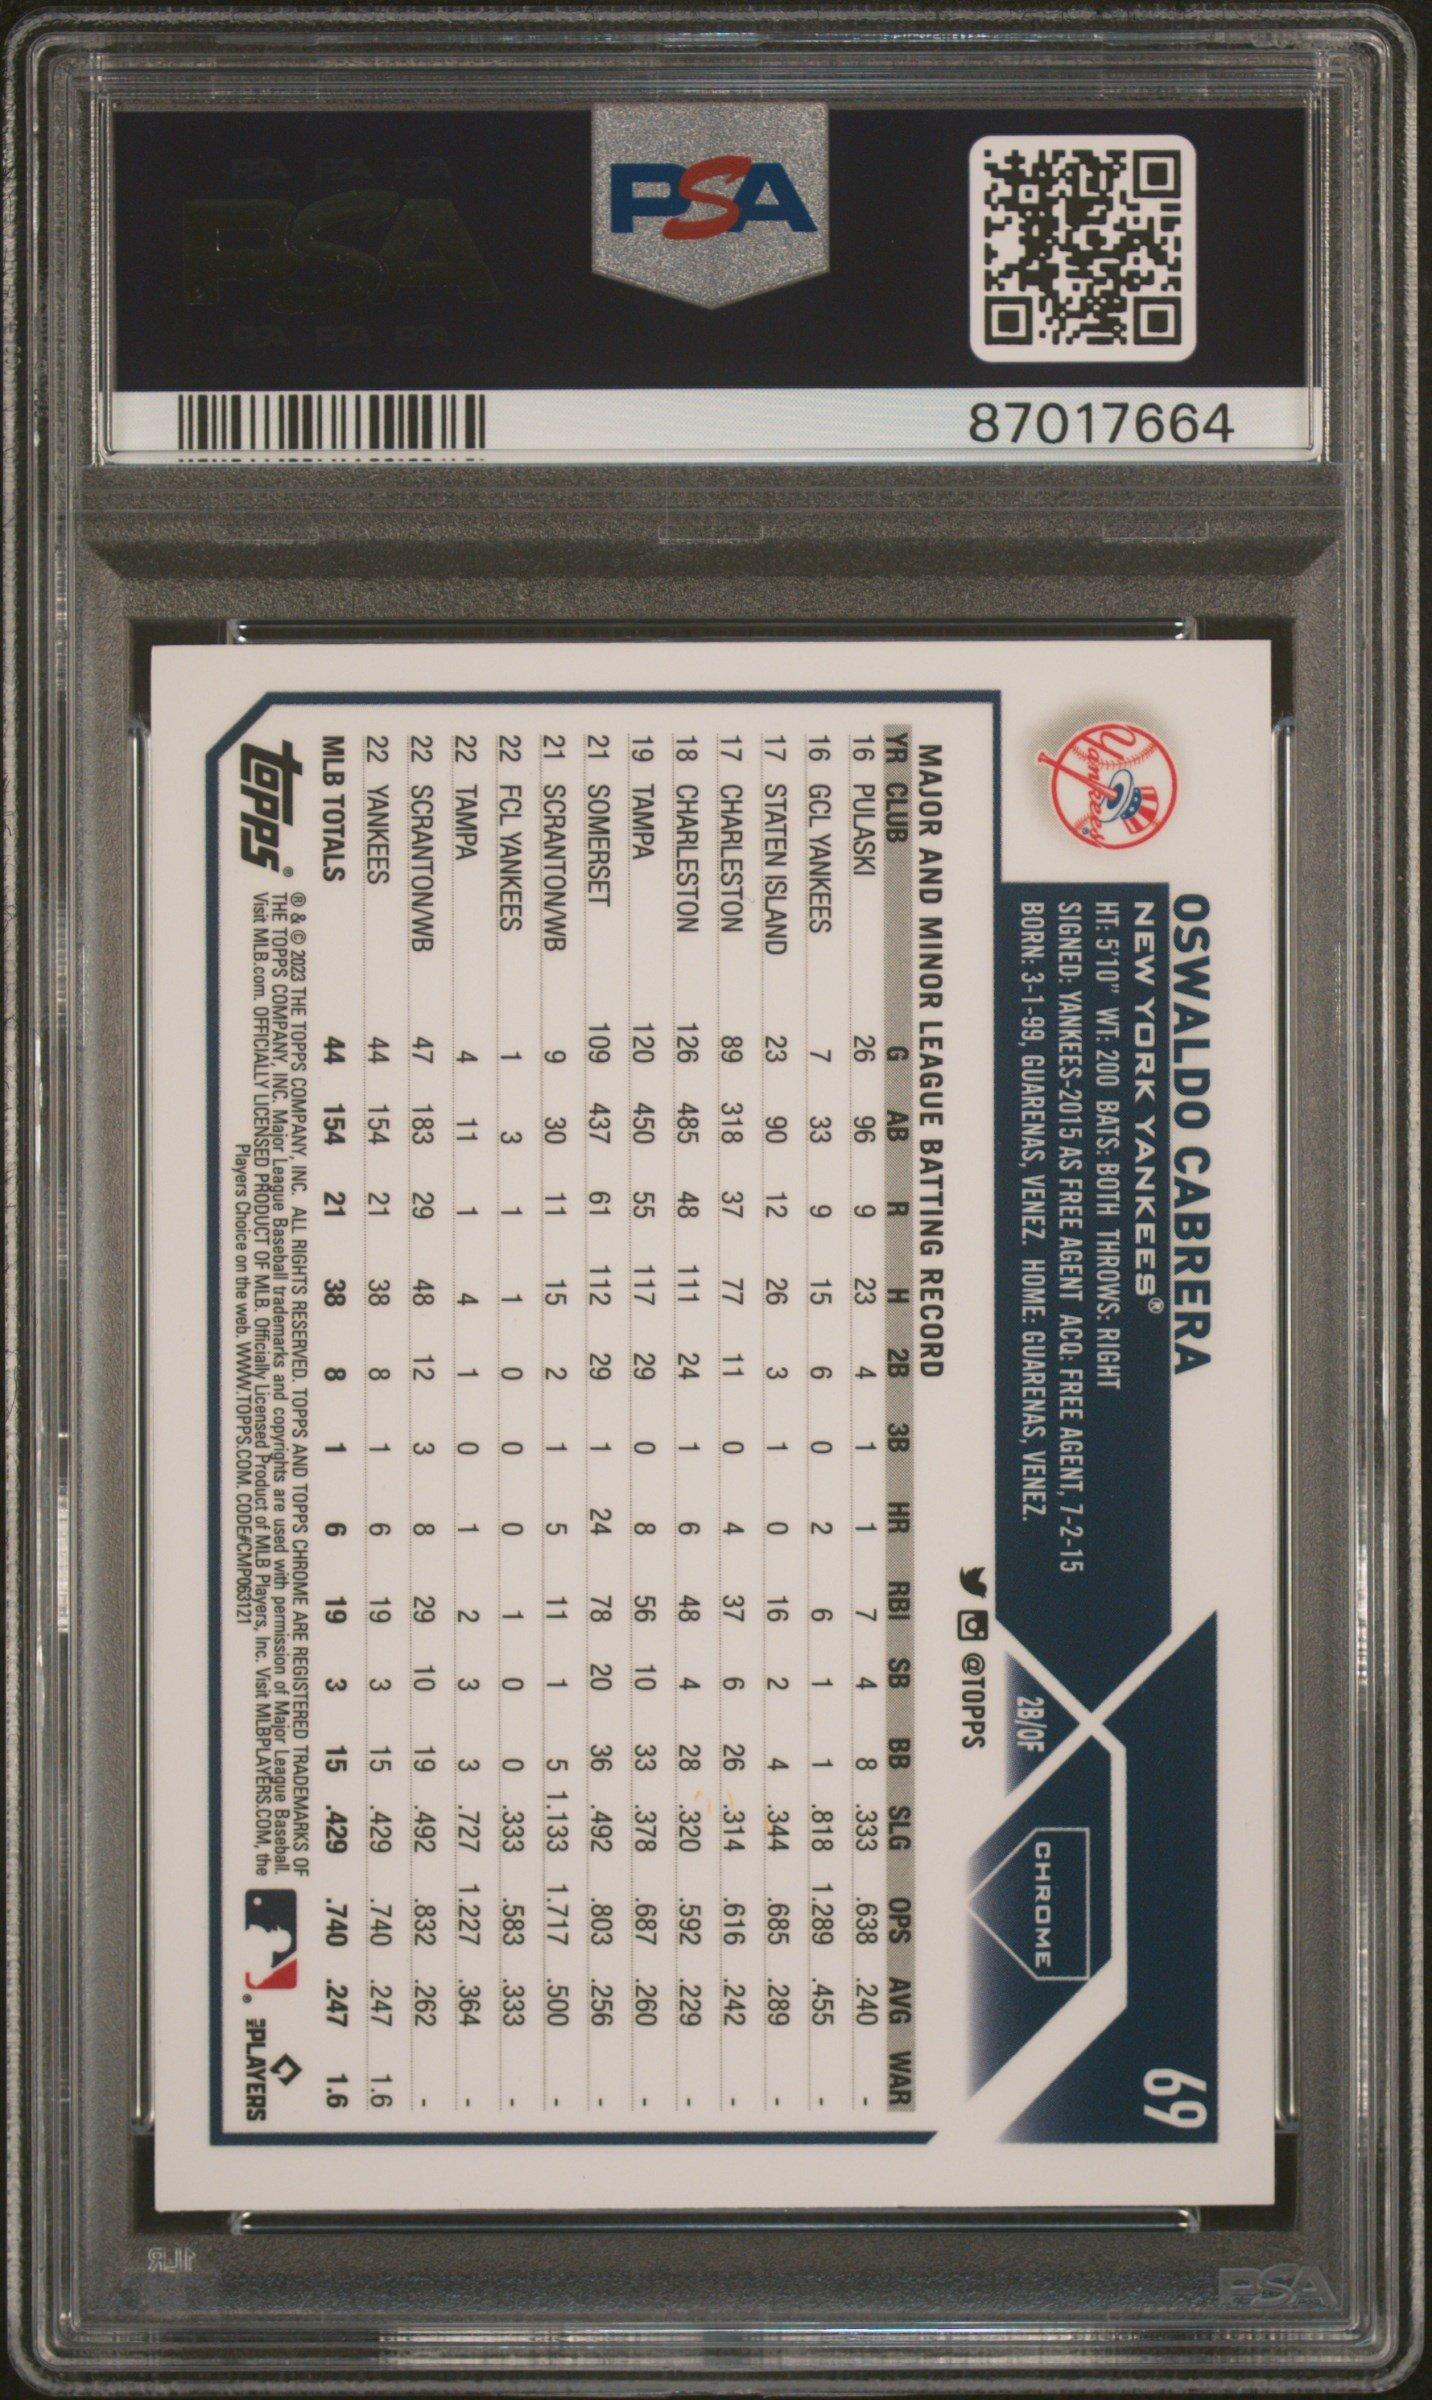 PSA
87017664
69
OSWALDO CABRERA
NEW YORK YANKEES®
HT: 5'10" WT: 200 BATS: BOTH THROWS: RIGHT
SIGNED: YANKEES-2015 AS FREE AGENT ACQ: FREE AGENT, 7-2-15
BORN: 3-1-99, GUARENAS, VENEZ. HOME: GUARENAS, VENEZ.
2B/OF
CHROME
Yankees
@TOPPS
MAJOR AND MINOR LEAGUE BATTING RECORD
YR CLUB G AB R H 2B 3B HR RBI SB BB SLG OPS AVG WAR
16 PULASKI 26 96 9 23 4 1 1 7 4 8 .333 .638 .240 -
16 GCL YANKEES 7 33 9 15 6 0 2 6 1 1 .818 1.289 .455 -
17 STATEN ISLAND 23 90 12 26 3 1 0 16 2 4 .344 .685 .289 -
17 CHARLESTON 89 318 37 77 11 0 4 37 6 26 .314 .616 .242 -
18 CHARLESTON 126 485 48 111 24 1 6 48 4 28 .320 .592 .229 -
19 TAMPA 120 450 55 117 29 0 8 56 10 33 .378 .687 .260 -
21 SOMERSET 109 437 61 112 29 1 24 78 20 36 .492 .803 .256 -
21 SCRANTON/WB 9 30 11 15 2 1 5 11 1 5 1.133 1.717 .500 -
22 FCL YANKEES 1 3 1 1 0 0 0 1 0 0 .333 .583 .333 -
22 TAMPA 4 11 1 4 1 0 1 2 3 3 .727 1.227 .364 -
22 SCRANTON/WB 47 183 29 48 12 3 8 29 10 19 .492 .832 .262 -
22 YANKEES 44 154 21 38 8 1 6 19 3 15 .429 .740 .247 1.6
MLB TOTALS 44 154 21 38 8 1 6 19 3 15 .429 .740 .247 1.6
topps®
® & © 2023 THE TOPPS COMPANY, INC. ALL RIGHTS RESERVED. TOPPS AND TOPPS CHROME ARE REGISTERED TRADEMARKS OF
THE TOPPS COMPANY, INC. Major League Baseball trademarks and copyrights are used with permission of Major League Baseball.
Visit MLB.com. OFFICIALLY LICENSED PRODUCT OF MLB. Officially Licensed Product of MLB Players, Inc. Visit MLBPLAYERS.COM, the
Players Choice on the web. WWW.TOPPS.COM. CODE#CMP063121
PLAYERS
PSA